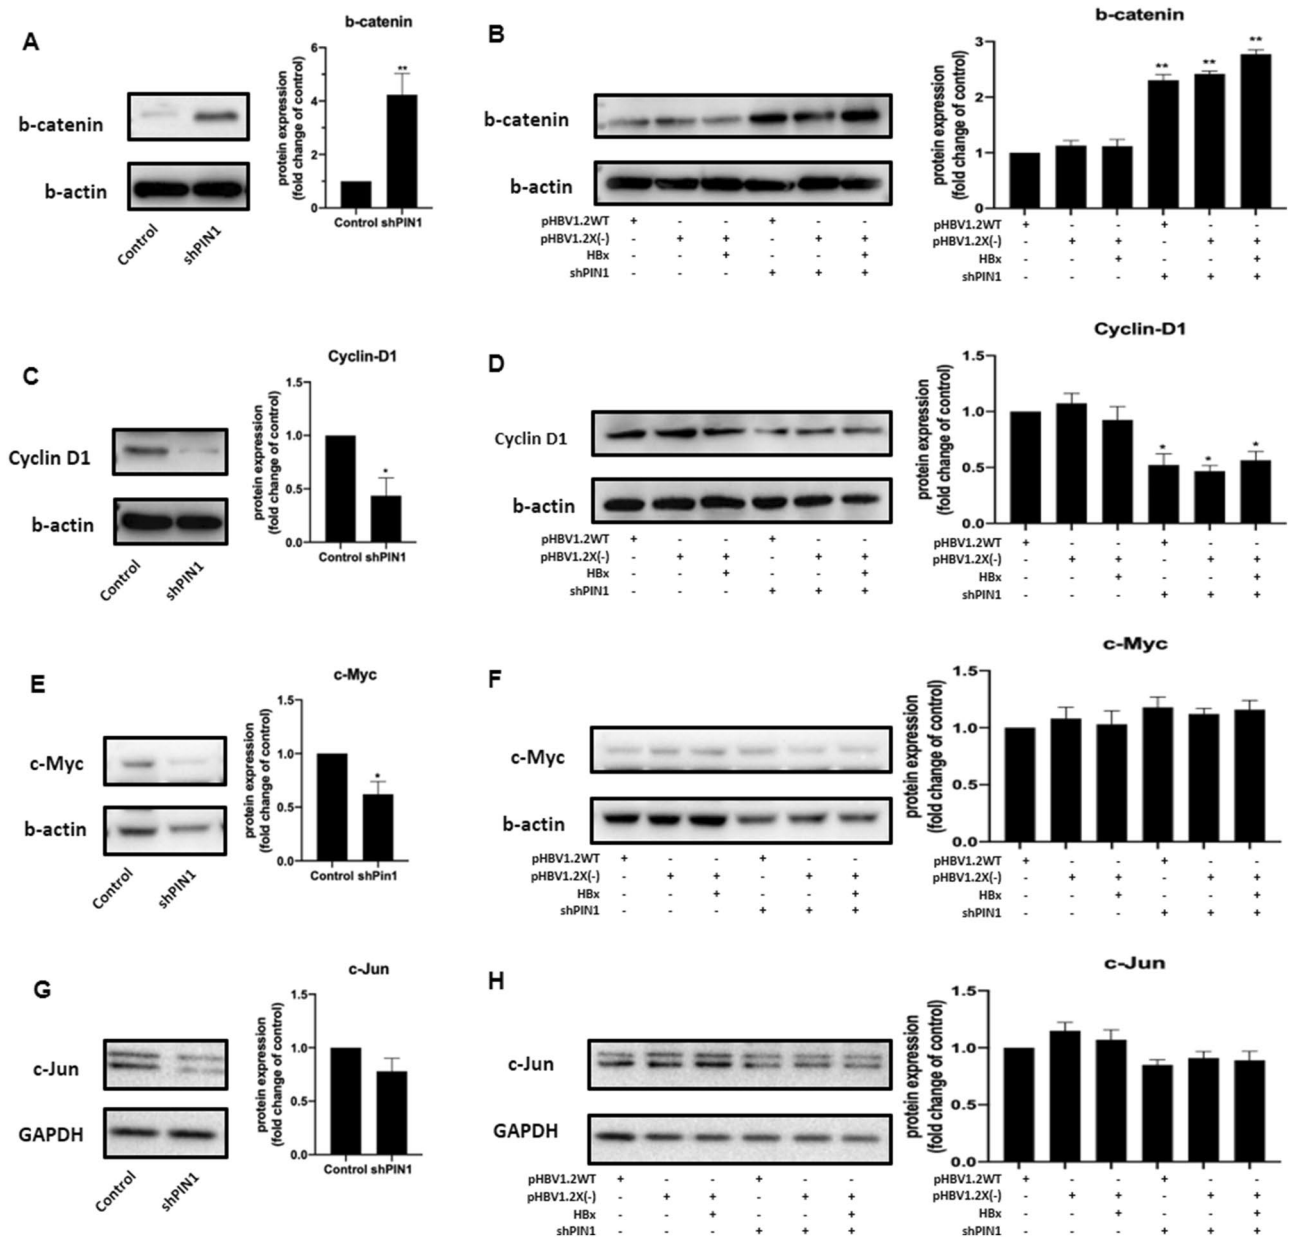 A
b-catenin
b-actin
Control
shPIN1
b-catenin
protein expression
(fold change of control)
6
4
2
0
**
Control shPIN1
B
b-catenin
b-actin
pHBV1.2WT + - - + - -
pHBV1.2X(-) - + + - + +
HBx - - + - - +
shPIN1 - - - + + +
b-catenin
protein expression
(fold change of control)
3
2
1
0
** ** **
pHBV1.2WT + - - + - -
pHBV1.2X(-) - + + - + +
HBx - - + - - +
shPIN1 - - - + + +
C
Cyclin D1
b-actin
Control
shPIN1
Cyclin-D1
protein expression
(fold change of control)
1.5
1.0
0.5
0.0
*
Control shPIN1
D
Cyclin D1
b-actin
pHBV1.2WT + - - + - -
pHBV1.2X(-) - + + - + +
HBx - - + - - +
shPIN1 - - - + + +
Cyclin-D1
protein expression
(fold change of control)
1.5
1.0
0.5
0.0
* * *
pHBV1.2WT + - - + - -
pHBV1.2X(-) - + + - + +
HBx - - + - - +
shPIN1 - - - + + +
E
c-Myc
b-actin
Control
shPIN1
c-Myc
protein expression
(fold change of control)
1.5
1.0
0.5
0.0
*
Control shPin1
F
c-Myc
b-actin
pHBV1.2WT + - - + - -
pHBV1.2X(-) - + + - + +
HBx - - + - - +
shPIN1 - - - + + +
c-Myc
protein expression
(fold change of control)
1.5
1.0
0.5
0.0
pHBV1.2WT + - - + - -
pHBV1.2X(-) - + + - + +
HBx - - + - - +
shPIN1 - - - + + +
G
c-Jun
GAPDH
Control
shPIN1
c-Jun
protein expression
(fold change of control)
1.5
1.0
0.5
0.0
Control shPIN1
H
c-Jun
GAPDH
pHBV1.2WT + - - + - -
pHBV1.2X(-) - + + - + +
HBx - - + - - +
shPIN1 - - - + + +
c-Jun
protein expression
(fold change of control)
1.5
1.0
0.5
0.0
pHBV1.2WT + - - + - -
pHBV1.2X(-) - + + - + +
HBx - - + - - +
shPIN1 - - - + + +